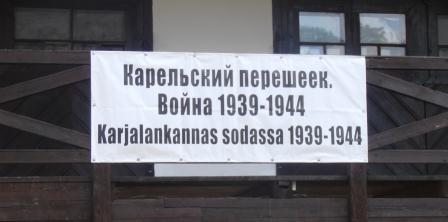 Карельский перешеек.
Война 1939-1944
Karjalankannas sodassa 1939-1944